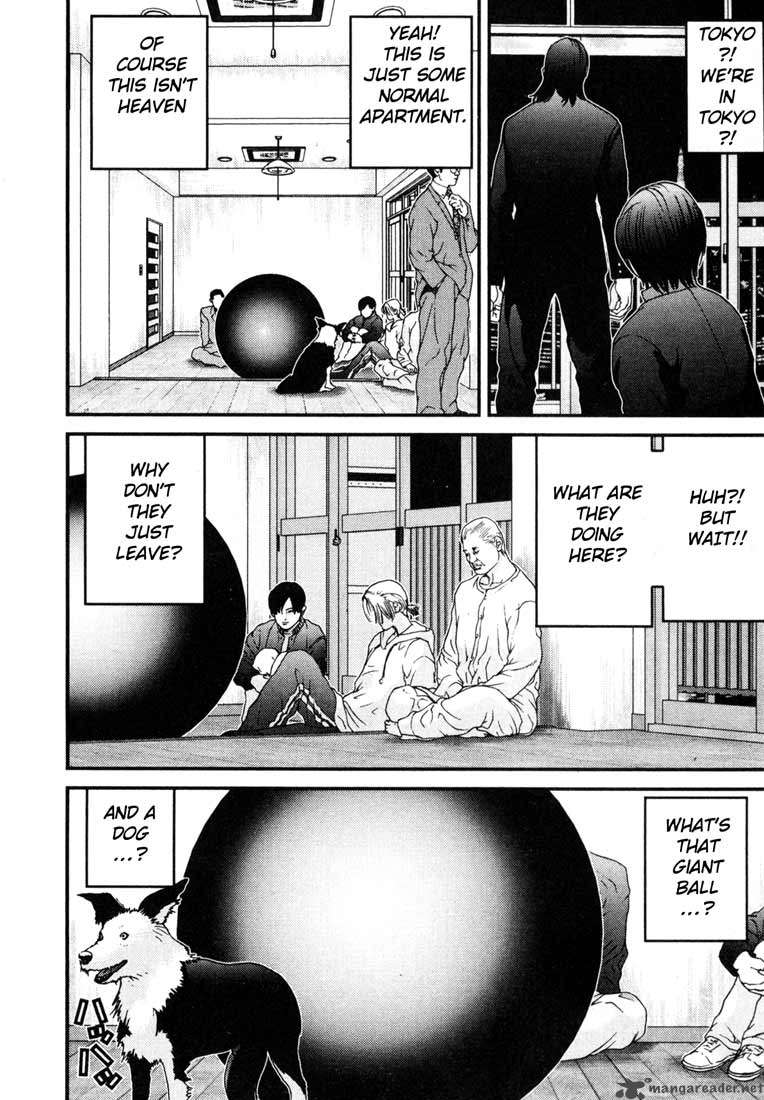 TOKYO
?!
WE'RE
IN
TOKYO
?!
YEAH!
THIS IS
JUST SOME
NORMAL
APARTMENT.
OF
COURSE
THIS ISN'T
HEAVEN
HUH?!
BUT
WAIT!!
WHAT ARE
THEY
DOING
HERE?
WHY
DON'T
THEY
JUST
LEAVE?
WHAT'S
THAT
GIANT
BALL
...?
AND A
DOG
...?
mangareader.net